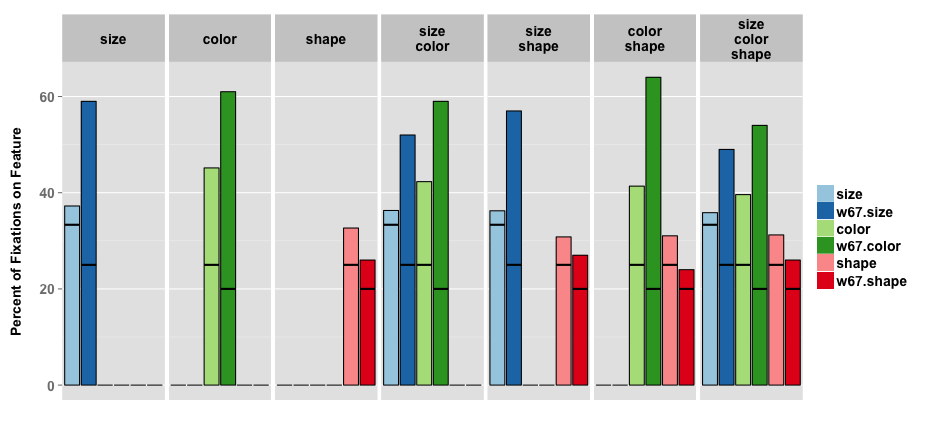 size
color
shape
size
color
size
shape
color
shape
size
color
shape
Percent of Fixations on Feature
60
40
20
0
size
w67.size
color
w67.color
shape
w67.shape